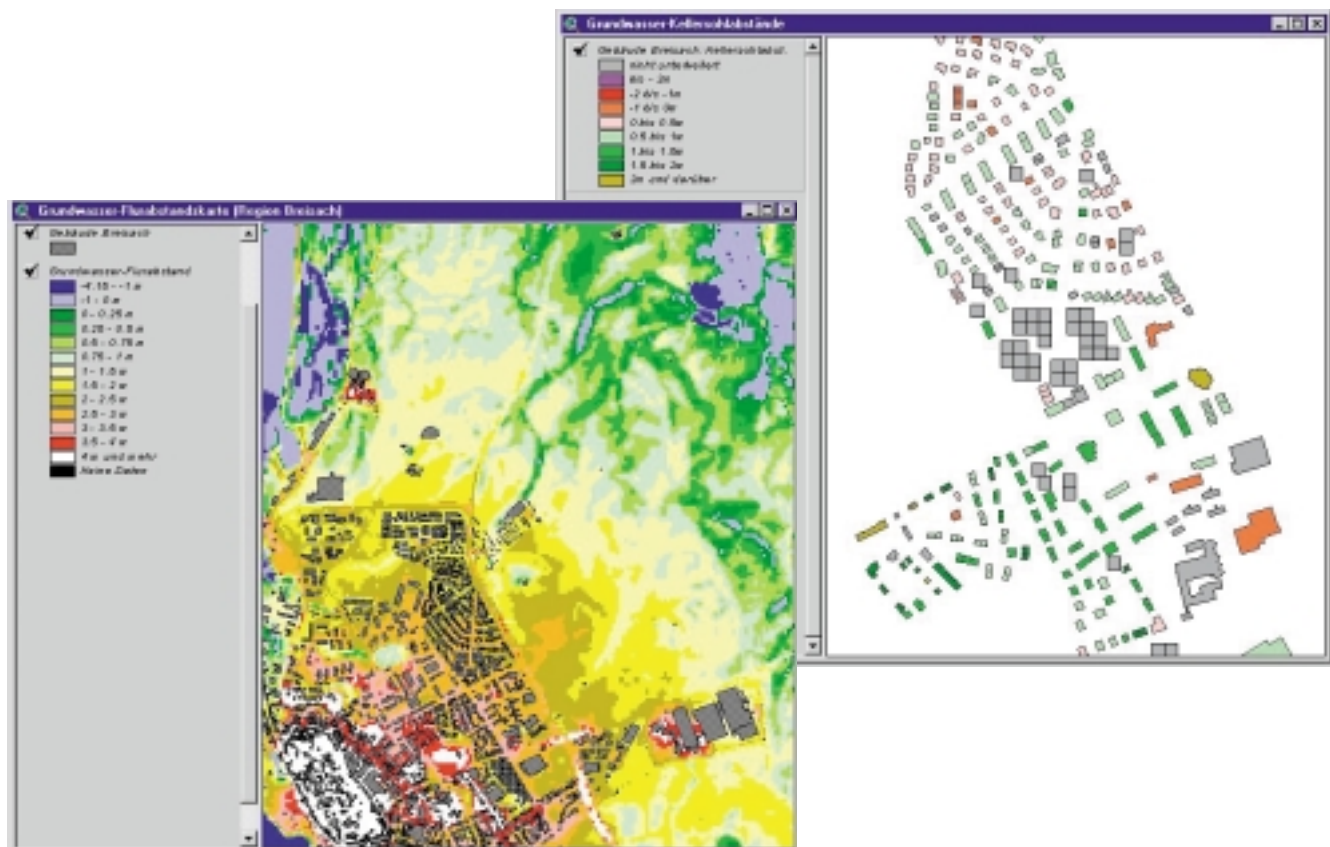 Grundwasser-Kellersohlabstände
Gebäude Breisach: Kellersohlabst.
nicht unterkellert
bis - 2m
-2 bis -1m
-1 bis 0m
0 bis 0.5m
0.5 bis 1m
1 bis 1.5m
1.5 bis 2m
2m und darüber
Grundwasser-Flurabstandskarte (Region Breisach)
Gebäude Breisach
Grundwasser-Flurabstand
-1 - 0 m
0 - 0.25 m
0.25 - 0.5 m
0.5 - 0.75 m
0.75 - 1 m
1 - 1.5 m
1.5 - 2 m
2 - 2.5 m
2.5 - 3 m
3 - 3.5 m
3.5 - 4 m
4 m und mehr
Keine Daten